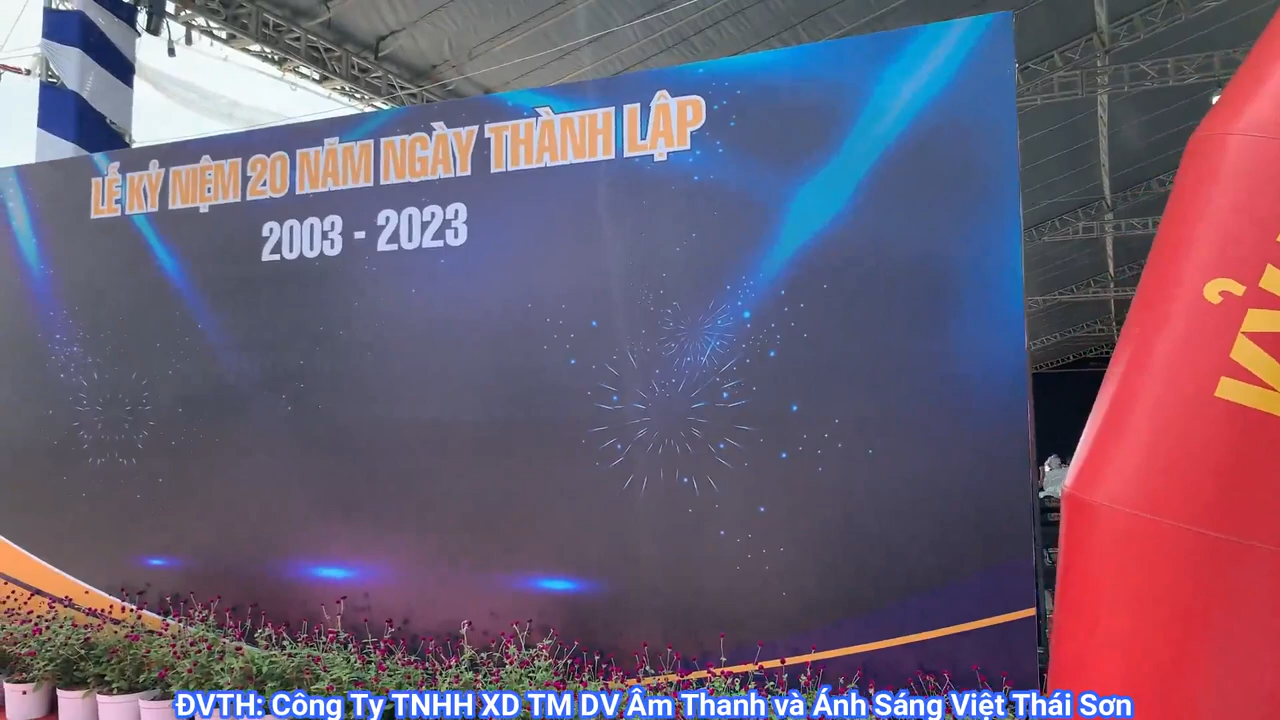 LỄ KỶ NIỆM 20 NĂM NGÀY THÀNH LẬP
2003 - 2023
ĐVTH: Công Ty TNHH XD TM DV Âm Thanh và Ánh Sáng Việt Thái Sơn